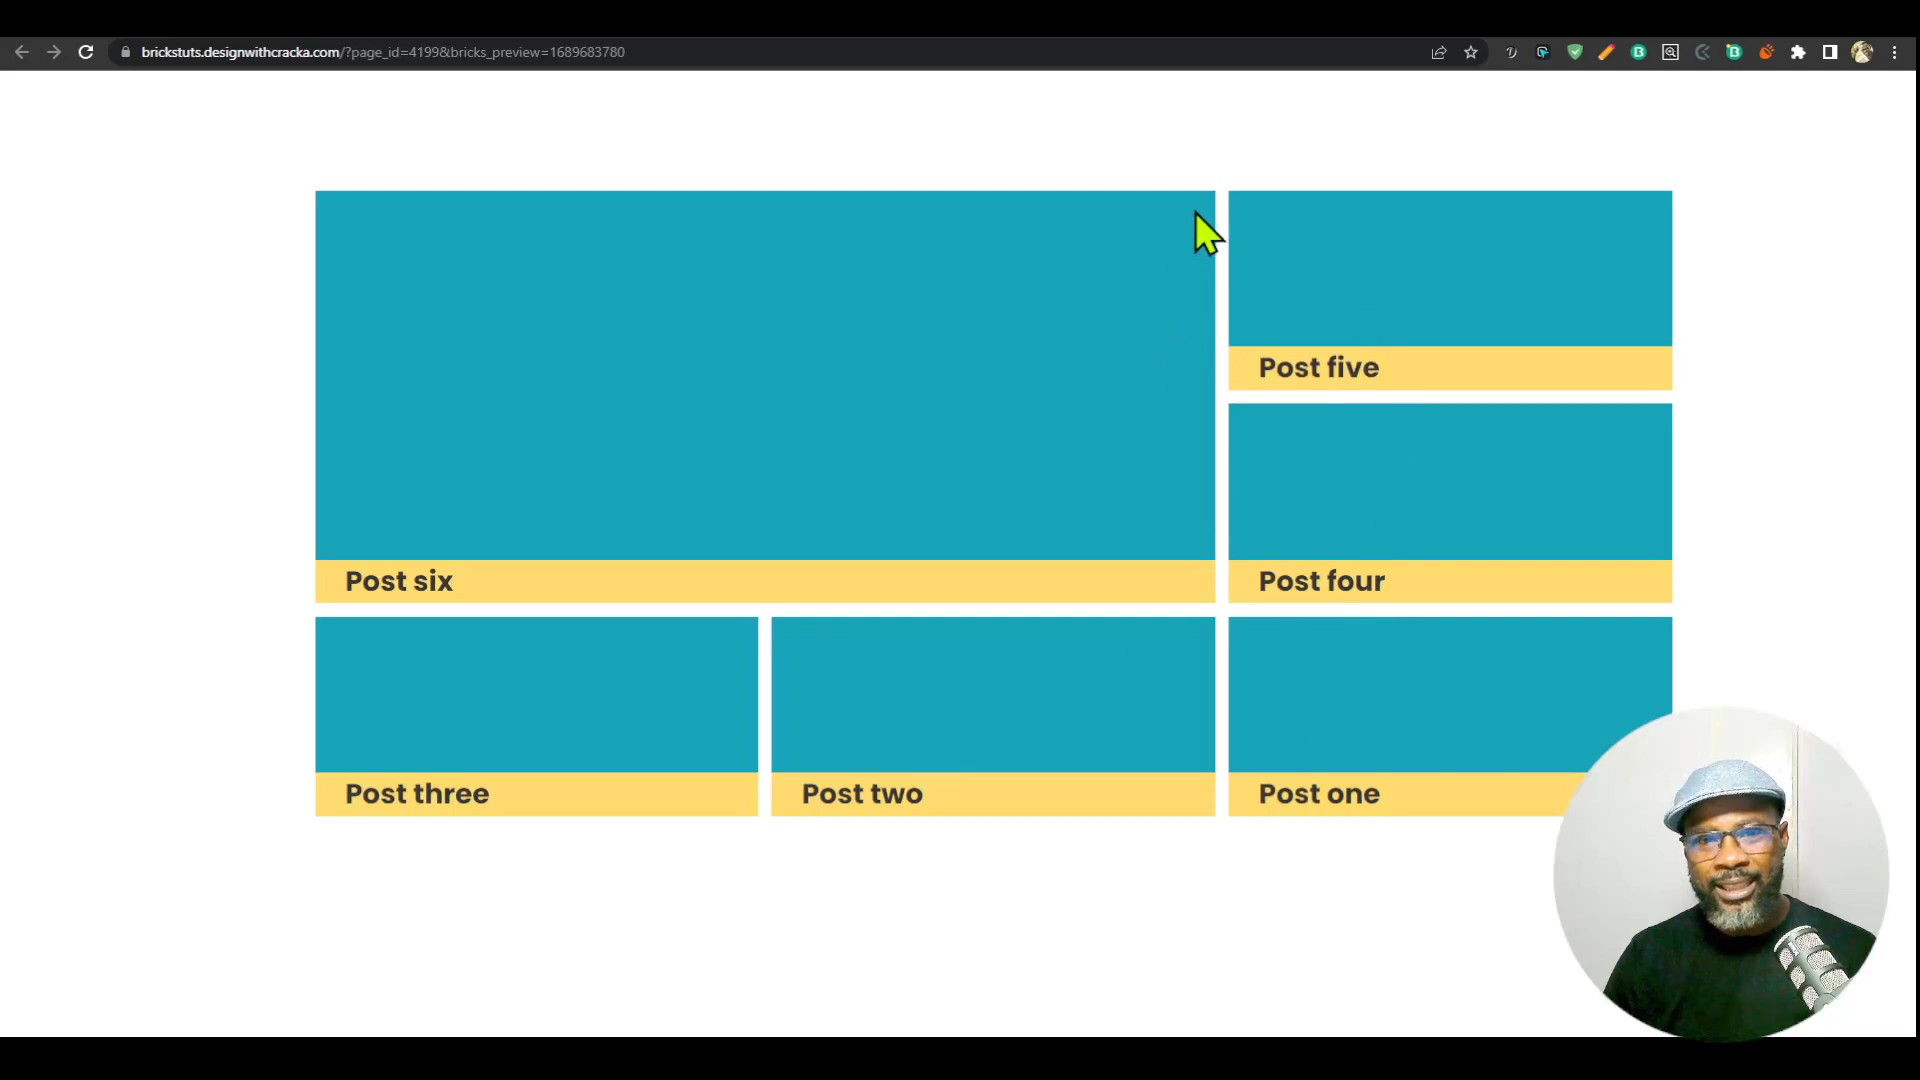 brickstuts.designwithcracka.com/?page_id=4199&bricks_preview=1689683780
Post five
Post six
Post four
Post three
Post two
Post one